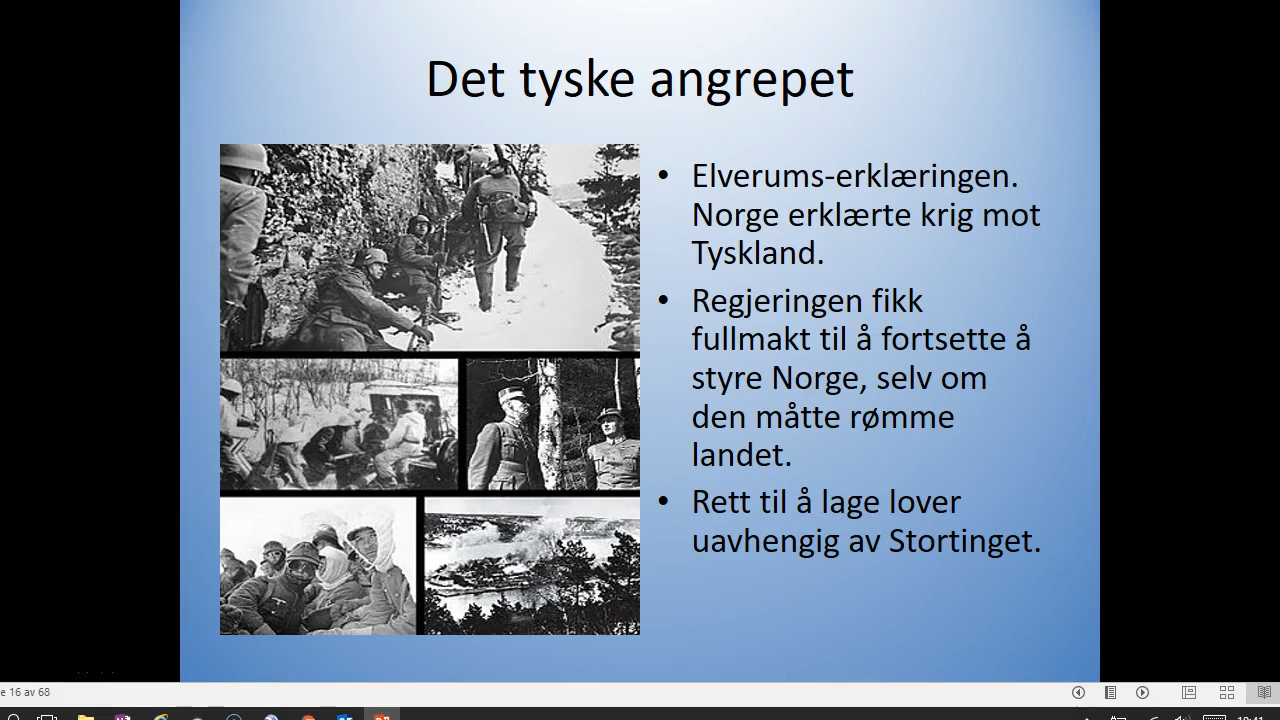 Det tyske angrepet
• Elverums-erklæringen.
Norge erklærte krig mot
Tyskland.
• Regjeringen fikk
fullmakt til å fortsette å
styre Norge, selv om
den måtte rømme
landet.
• Rett til å lage lover
uavhengig av Stortinget.
e 16 av 68